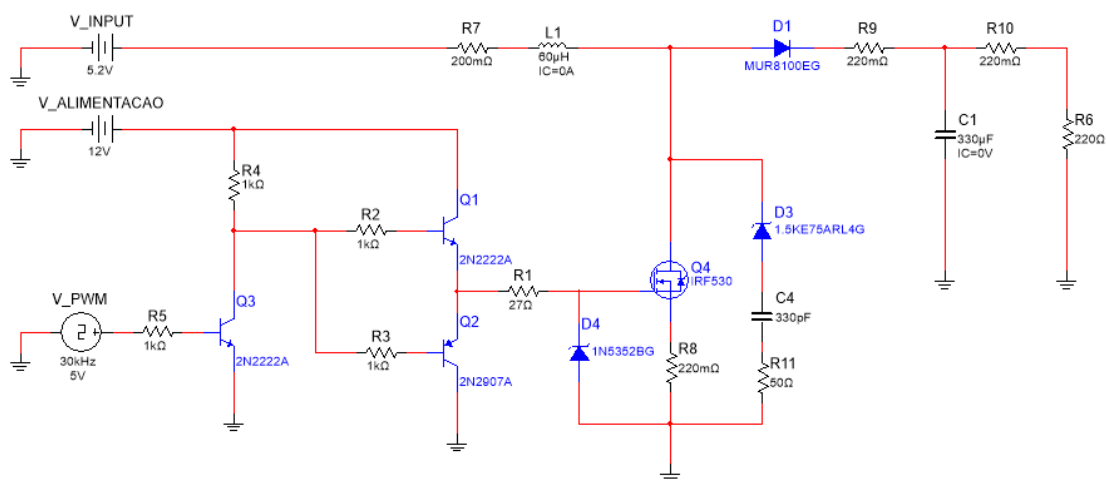 V_INPUT
5.2V
R7
200mΩ
L1
60µH
IC=0A
D1
MUR8100EG
R9
220mΩ
R10
220mΩ
C1
330µF
IC=0V
R6
220Ω
V_ALIMENTACAO
12V
R4
1kΩ
Q1
2N2222A
R2
1kΩ
R1
27Ω
Q4
IRF530
D3
1.5KE75ARL4G
V_PWM
30kHz
5V
R5
1kΩ
Q3
2N2222A
R3
1kΩ
Q2
2N2907A
D4
1N5352BG
R8
220mΩ
C4
330pF
R11
50Ω